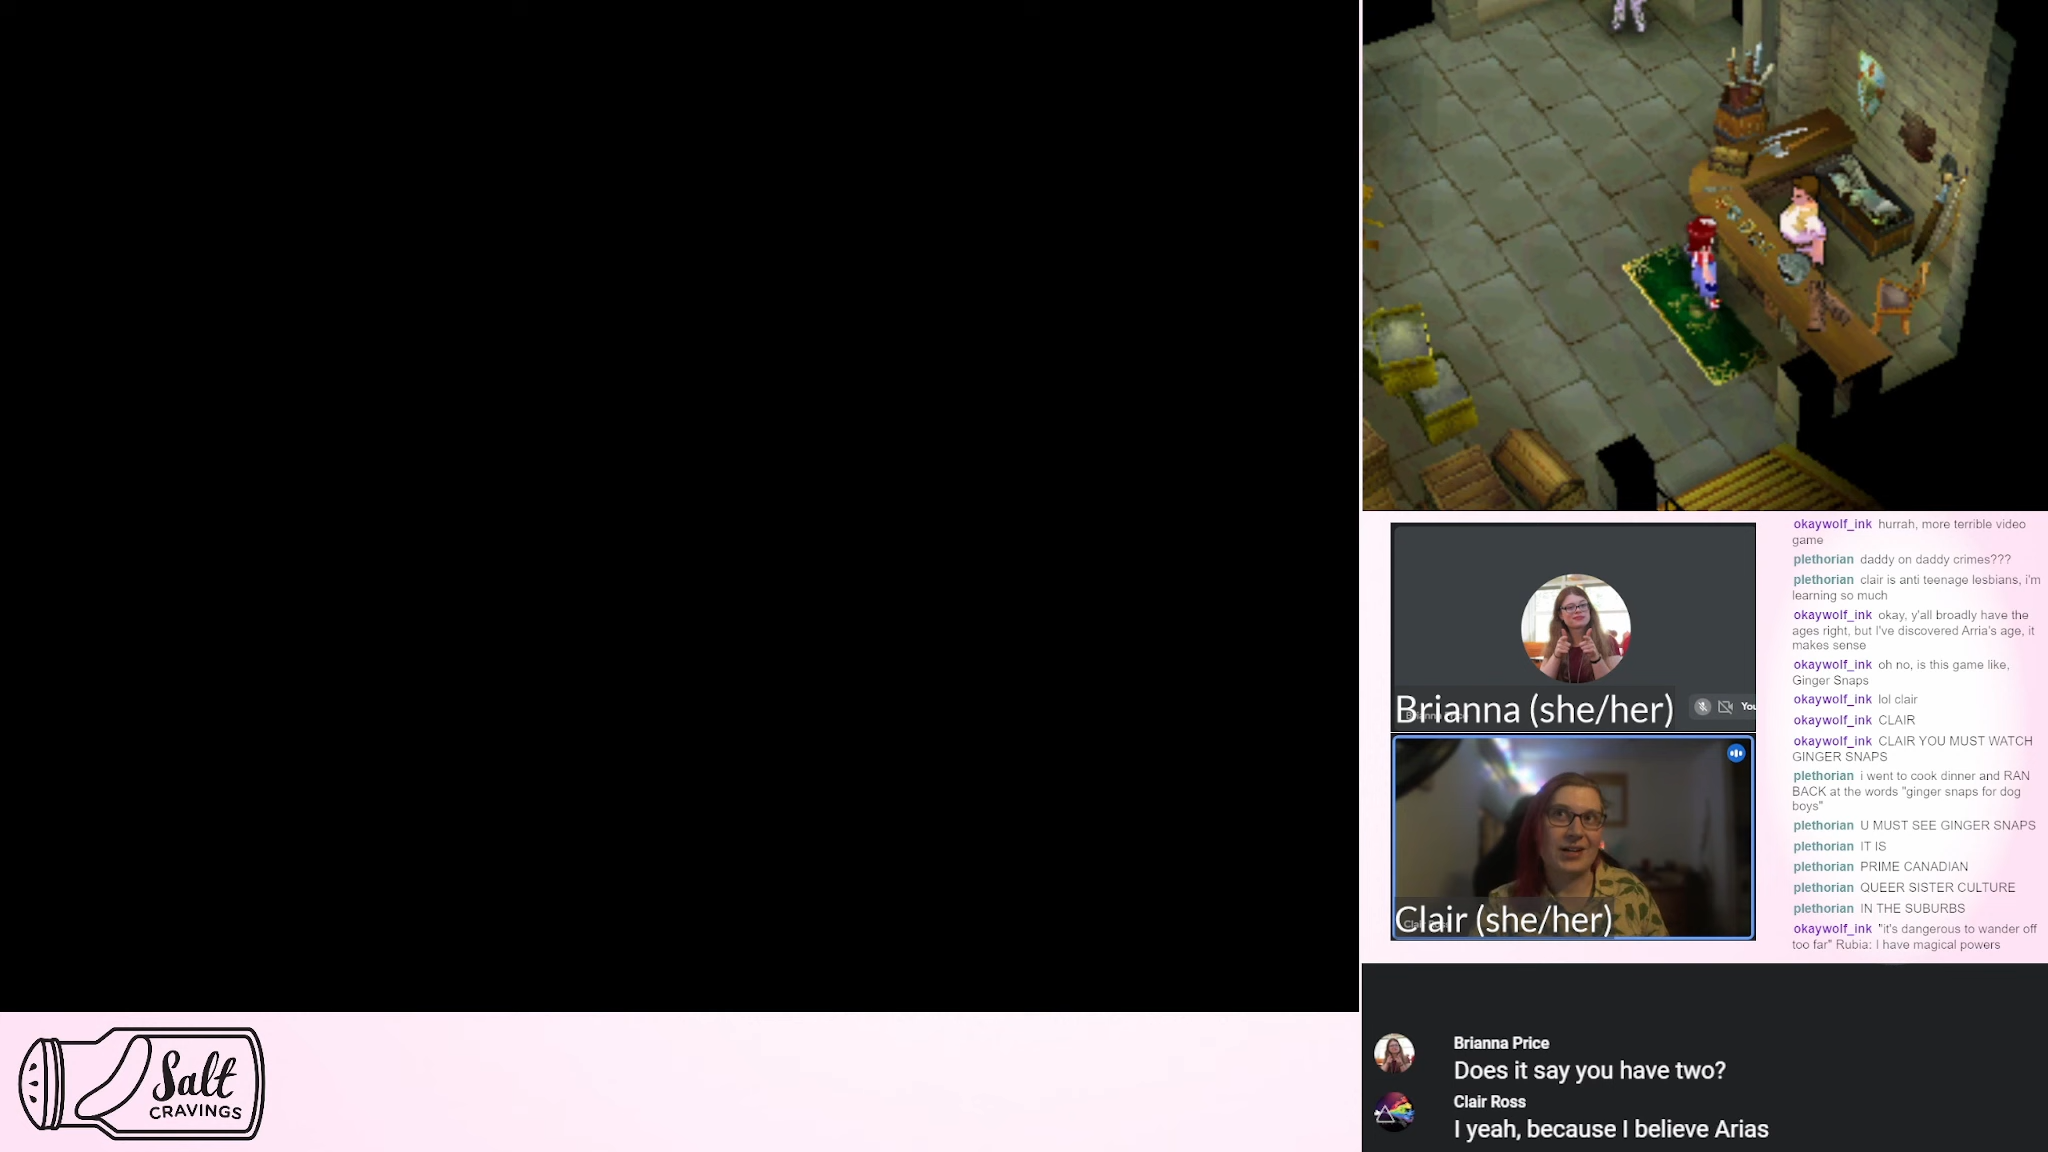 okaywolf_ink hurrah, more terrible video
game
plethorian daddy on daddy crimes???
plethorian clair is anti teenage lesbians, i'm
learning so much
okaywolf_ink okay, y'all broadly have the
ages right, but I've discovered Arria's age, it
makes sense
okaywolf_ink oh no, is this game like,
Ginger Snaps
okaywolf_ink lol clair
okaywolf_ink CLAIR
okaywolf_ink CLAIR YOU MUST WATCH
GINGER SNAPS
plethorian i went to cook dinner and RAN
BACK at the words "ginger snaps for dog
boys"
plethorian U MUST SEE GINGER SNAPS
plethorian IT IS
plethorian PRIME CANADIAN
plethorian QUEER SISTER CULTURE
plethorian IN THE SUBURBS
okaywolf_ink "it's dangerous to wander off
too far" Rubia: I have magical powers
Brianna (she/her)
You
Clair (she/her)
Brianna Price
Does it say you have two?
Clair Ross
I yeah, because I believe Arias
Salt
CRAVINGS